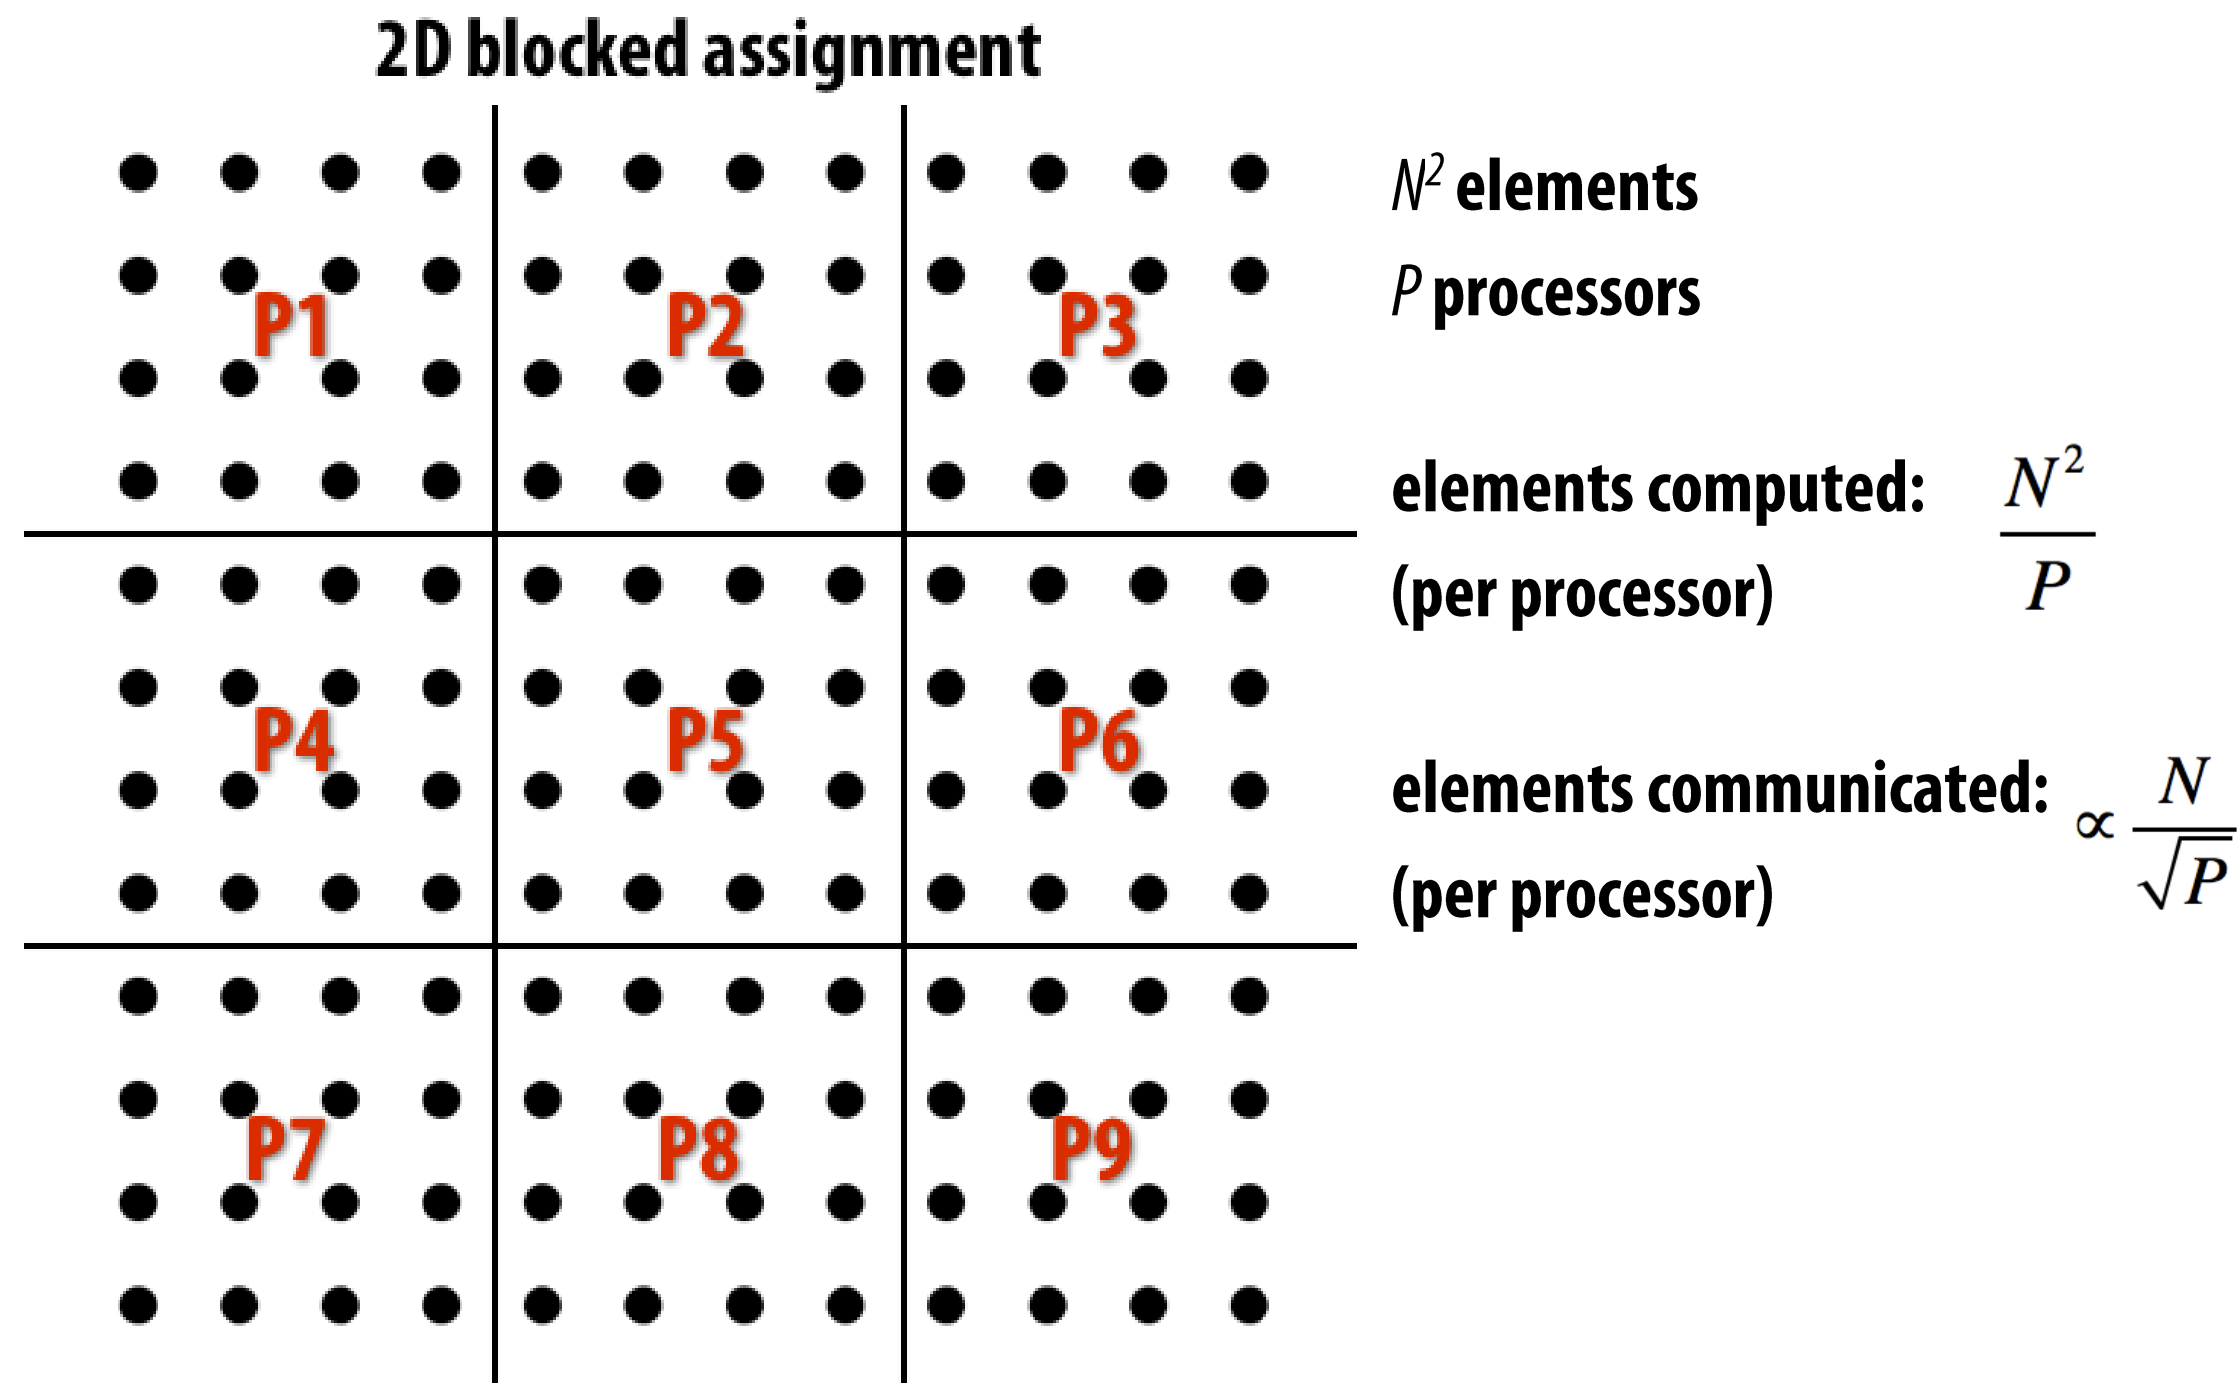 2D blocked assignment
P1 P2 P3
P4 P5 P6
P7 P8 P9
N² elements
P processors
elements computed: N² / P
(per processor)
elements communicated: ∝ N / √P
(per processor)